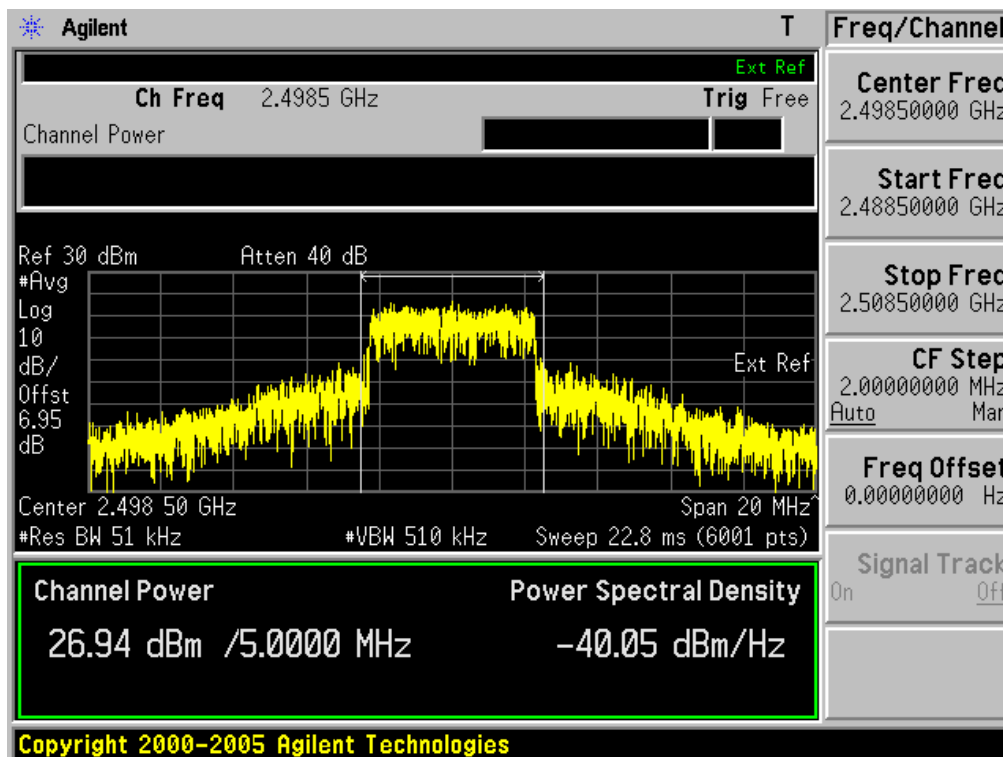 Agilent T
Freq/Channel
Ext Ref
Ch Freq 2.4985 GHz Trig Free
Channel Power
Center Freq
2.49850000 GHz
Start Freq
2.48850000 GHz
Stop Freq
2.50850000 GHz
CF Step
2.00000000 MHz
Auto Man
Freq Offset
0.00000000 Hz
Signal Track
On Off
Ref 30 dBm Atten 40 dB
#Avg
Log
10
dB/
Offst
6.95
dB
Ext Ref
Center 2.498 50 GHz Span 20 MHz^
#Res BW 51 kHz #VBW 510 kHz Sweep 22.8 ms (6001 pts)
Channel Power Power Spectral Density
26.94 dBm /5.0000 MHz -40.05 dBm/Hz
Copyright 2000-2005 Agilent Technologies